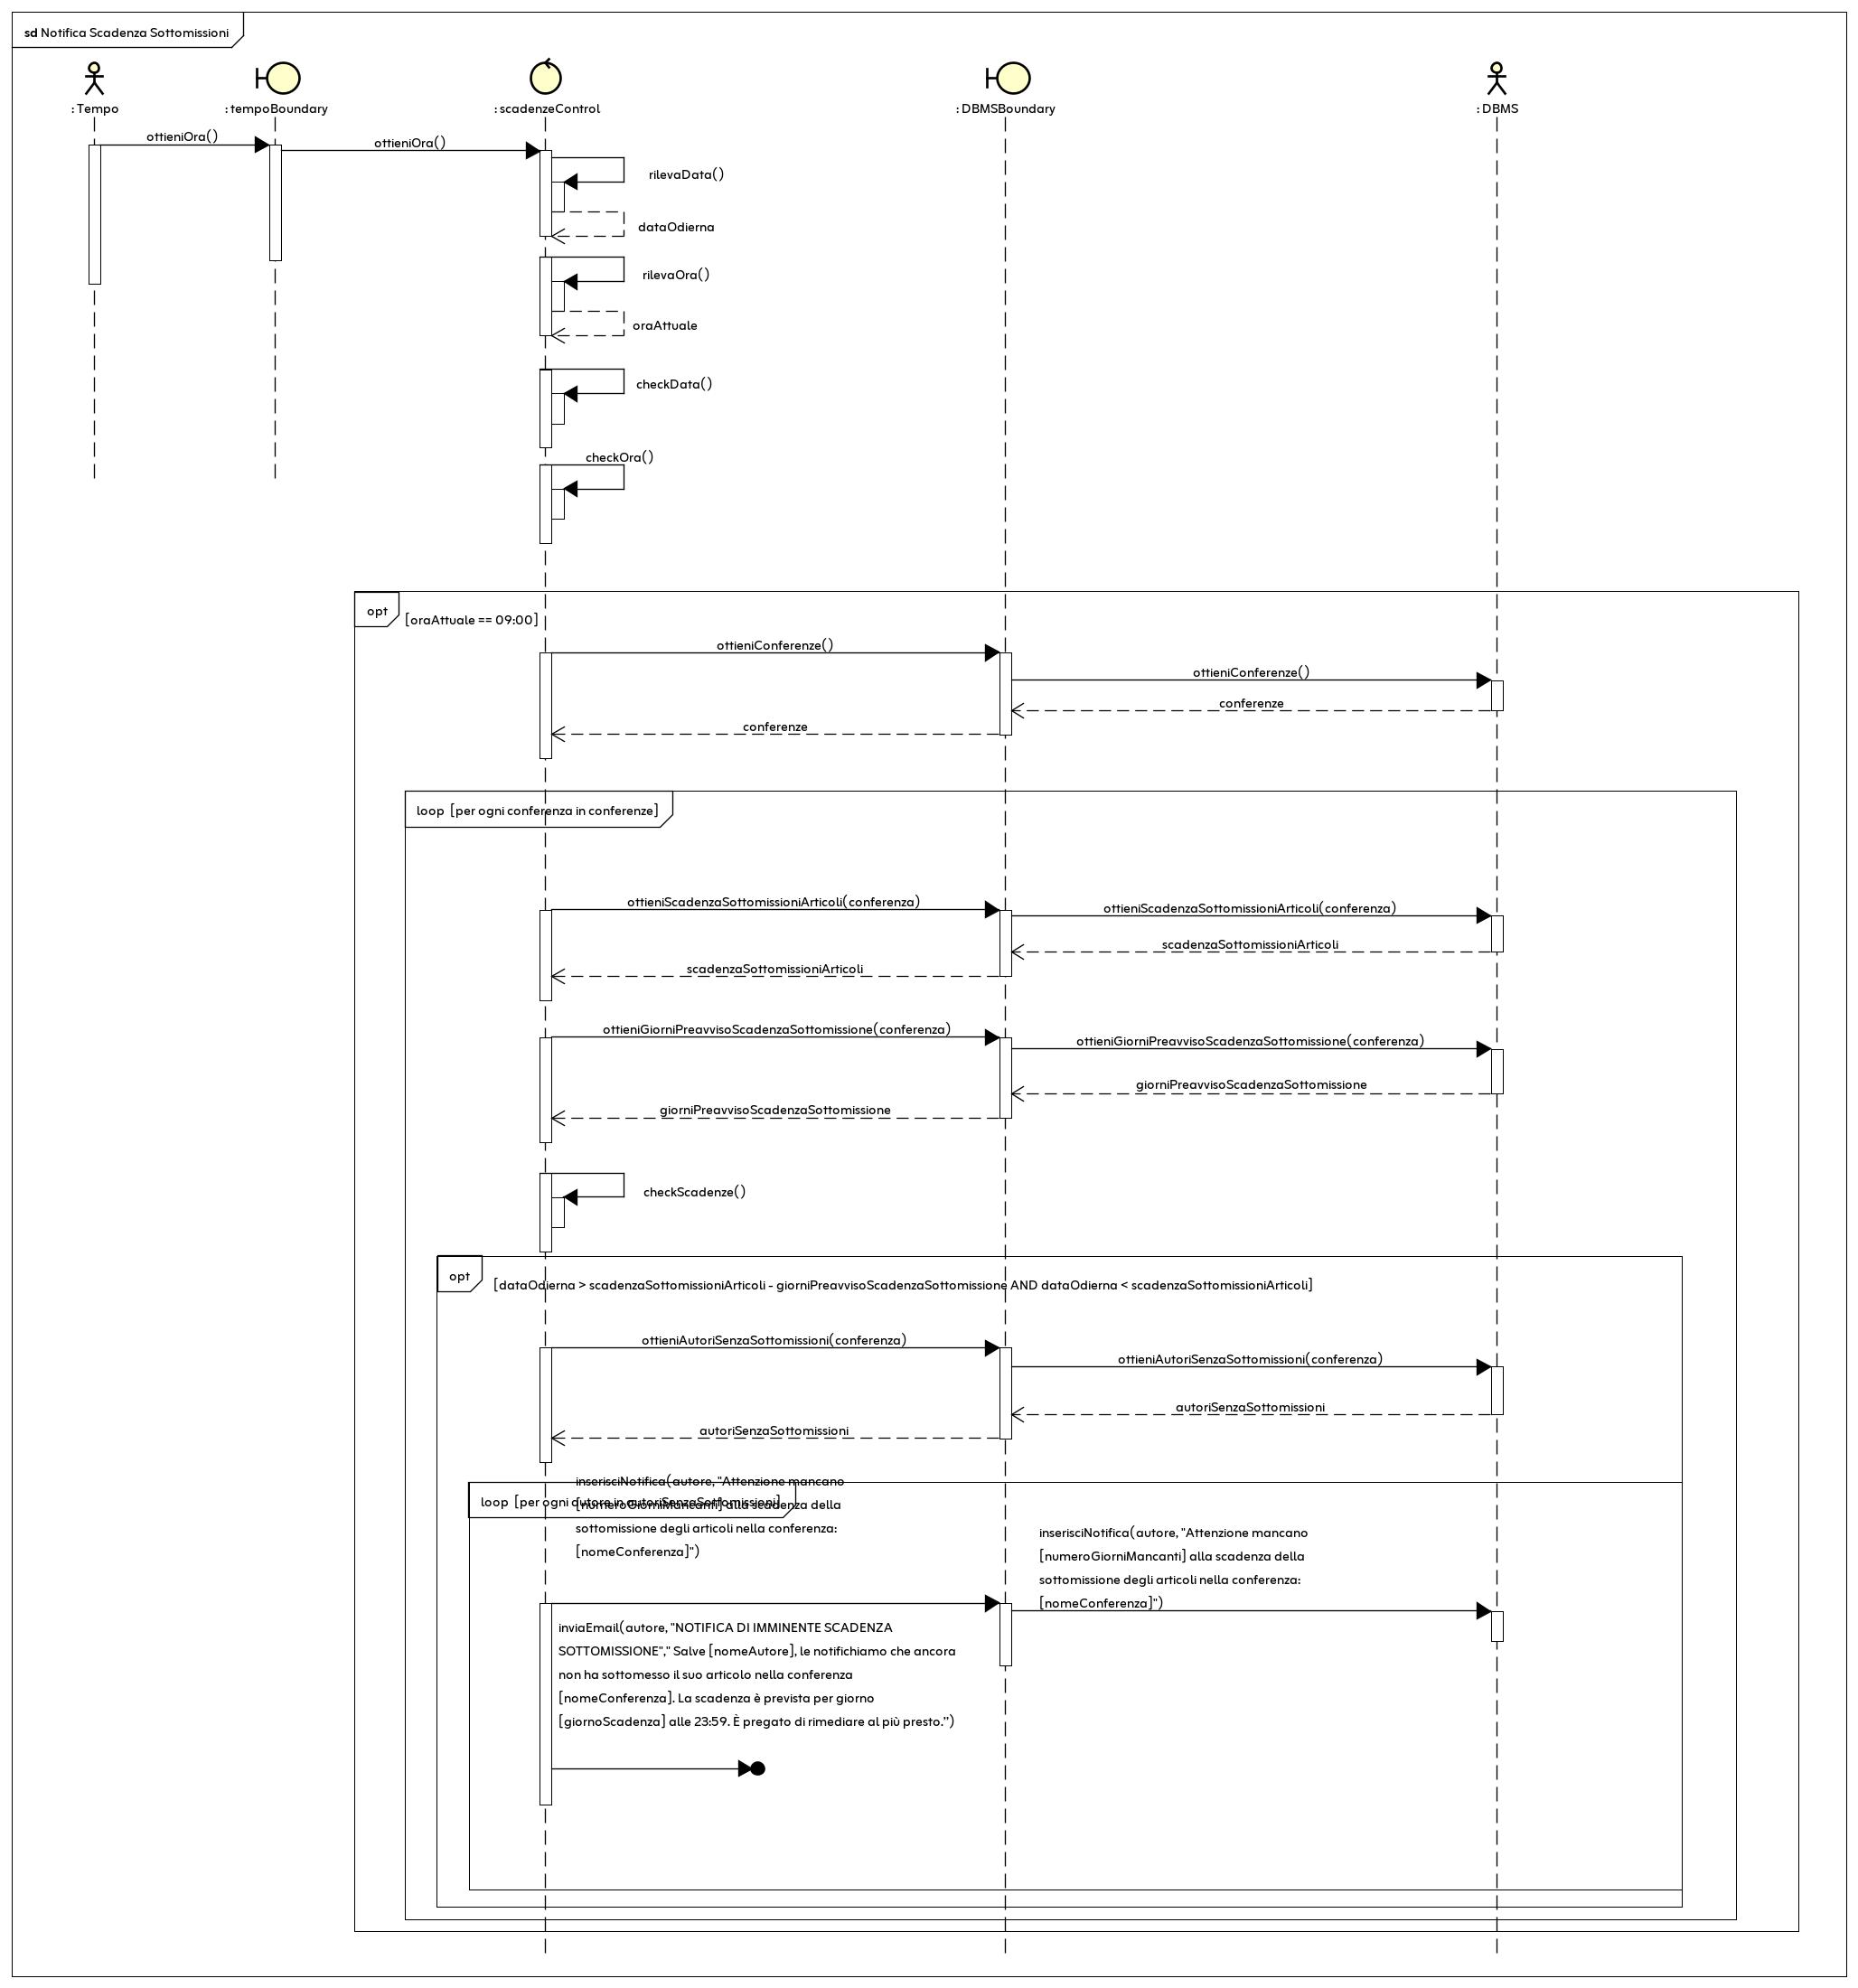 sd Notifica Scadenza Sottomissioni
: Tempo
: tempoBoundary
: scadenzeControl
: DBMSBoundary
: DBMS
ottieniOra()
ottieniOra()
rilevaData()
dataOdierna
rilevaOra()
oraAttuale
checkData()
checkOra()
opt
[oraAttuale == 09:00]
ottieniConferenze()
ottieniConferenze()
conferenze
conferenze
loop [per ogni conferenza in conferenze]
ottieniScadenzaSottomissioniArticoli(conferenza)
ottieniScadenzaSottomissioniArticoli(conferenza)
scadenzaSottomissioniArticoli
scadenzaSottomissioniArticoli
ottieniGiorniPreavvisoScadenzaSottomissione(conferenza)
ottieniGiorniPreavvisoScadenzaSottomissione(conferenza)
giorniPreavvisoScadenzaSottomissione
giorniPreavvisoScadenzaSottomissione
checkScadenze()
opt
[dataOdierna > scadenzaSottomissioniArticoli - giorniPreavvisoScadenzaSottomissione AND dataOdierna < scadenzaSottomissioniArticoli]
ottieniAutoriSenzaSottomissioni(conferenza)
ottieniAutoriSenzaSottomissioni(conferenza)
autoriSenzaSottomissioni
autoriSenzaSottomissioni
loop [per ogni autore in autoriSenzaSottomissioni]
inserisciNotifica(autore, "Attenzione mancano
[numeroGiorniMancanti] alla scadenza della
sottomissione degli articoli nella conferenza:
[nomeConferenza]")
inserisciNotifica(autore, "Attenzione mancano
[numeroGiorniMancanti] alla scadenza della
sottomissione degli articoli nella conferenza:
[nomeConferenza]")
inviaEmail(autore, "NOTIFICA DI IMMINENTE SCADENZA
SOTTOMISSIONE"," Salve [nomeAutore], le notifichiamo che ancora
non ha sottomesso il suo articolo nella conferenza
[nomeConferenza]. La scadenza è prevista per giorno
[giornoScadenza] alle 23:59. È pregato di rimediare al più presto.")